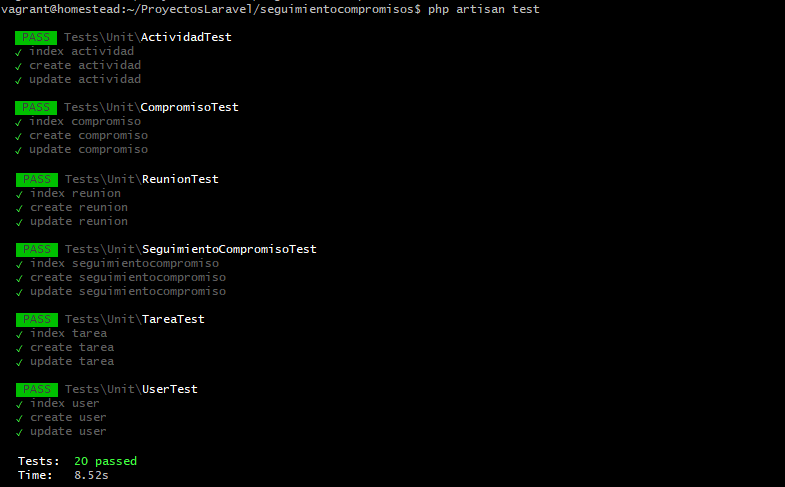 vagrant@homestead:~/ProyectosLaravel/seguimientocompromisos$ php artisan test
PASS Tests\Unit\ActividadTest
✓ index actividad
✓ create actividad
✓ update actividad
PASS Tests\Unit\CompromisoTest
✓ index compromiso
✓ create compromiso
✓ update compromiso
PASS Tests\Unit\ReunionTest
✓ index reunion
✓ create reunion
✓ update reunion
PASS Tests\Unit\SeguimientoCompromisoTest
✓ index seguimientocompromiso
✓ create seguimientocompromiso
✓ update seguimientocompromiso
PASS Tests\Unit\TareaTest
✓ index tarea
✓ create tarea
✓ update tarea
PASS Tests\Unit\UserTest
✓ index user
✓ create user
✓ update user
Tests: 20 passed
Time: 8.52s